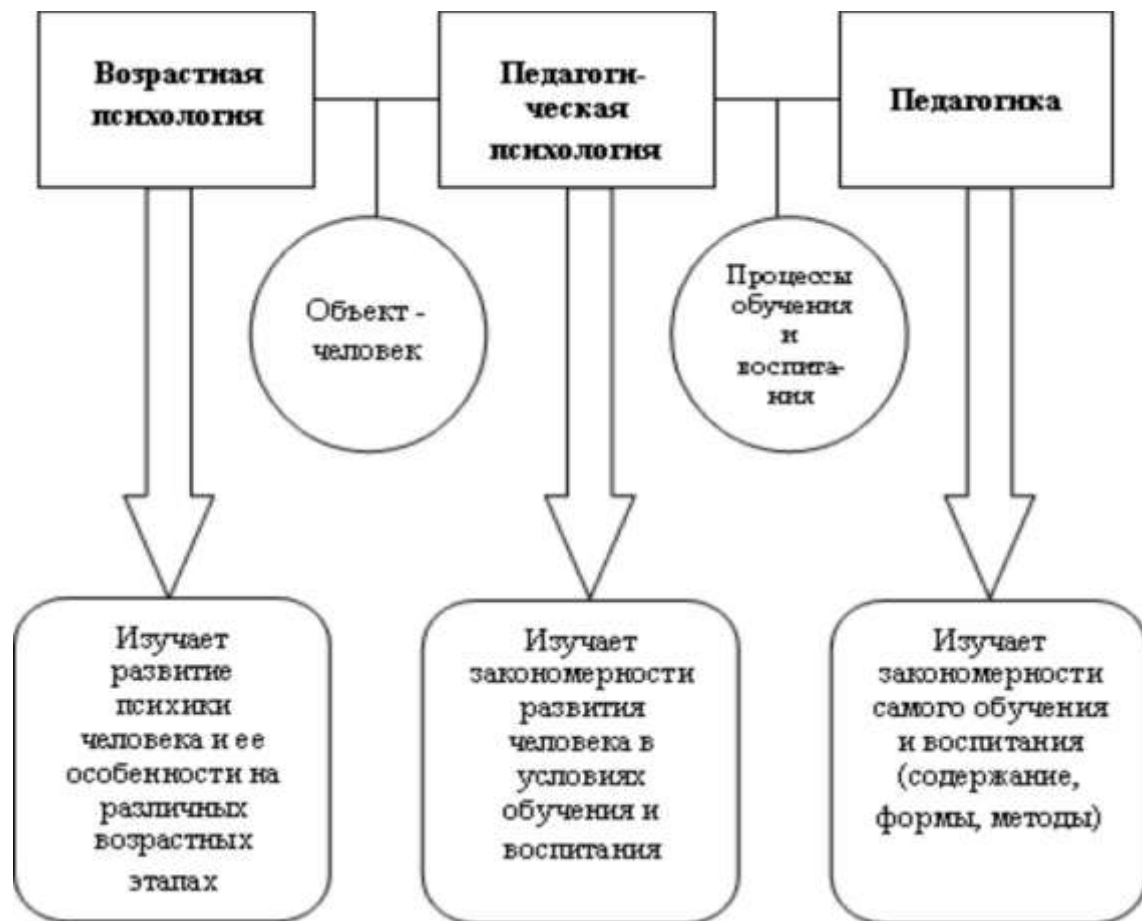 Возрастная
психология
Педагоги-
ческая
психология
Педагогика
Объект -
человек
Процессы
обучения
и
воспита-
ния
Изучает
развитие
психики
человека и ее
особенности на
различных
возрастных
этапах
Изучает
закономерности
развития
человека в
условиях
обучения и
воспитания
Изучает
закономерности
самого обучения
и воспитания
(содержание,
формы, методы)